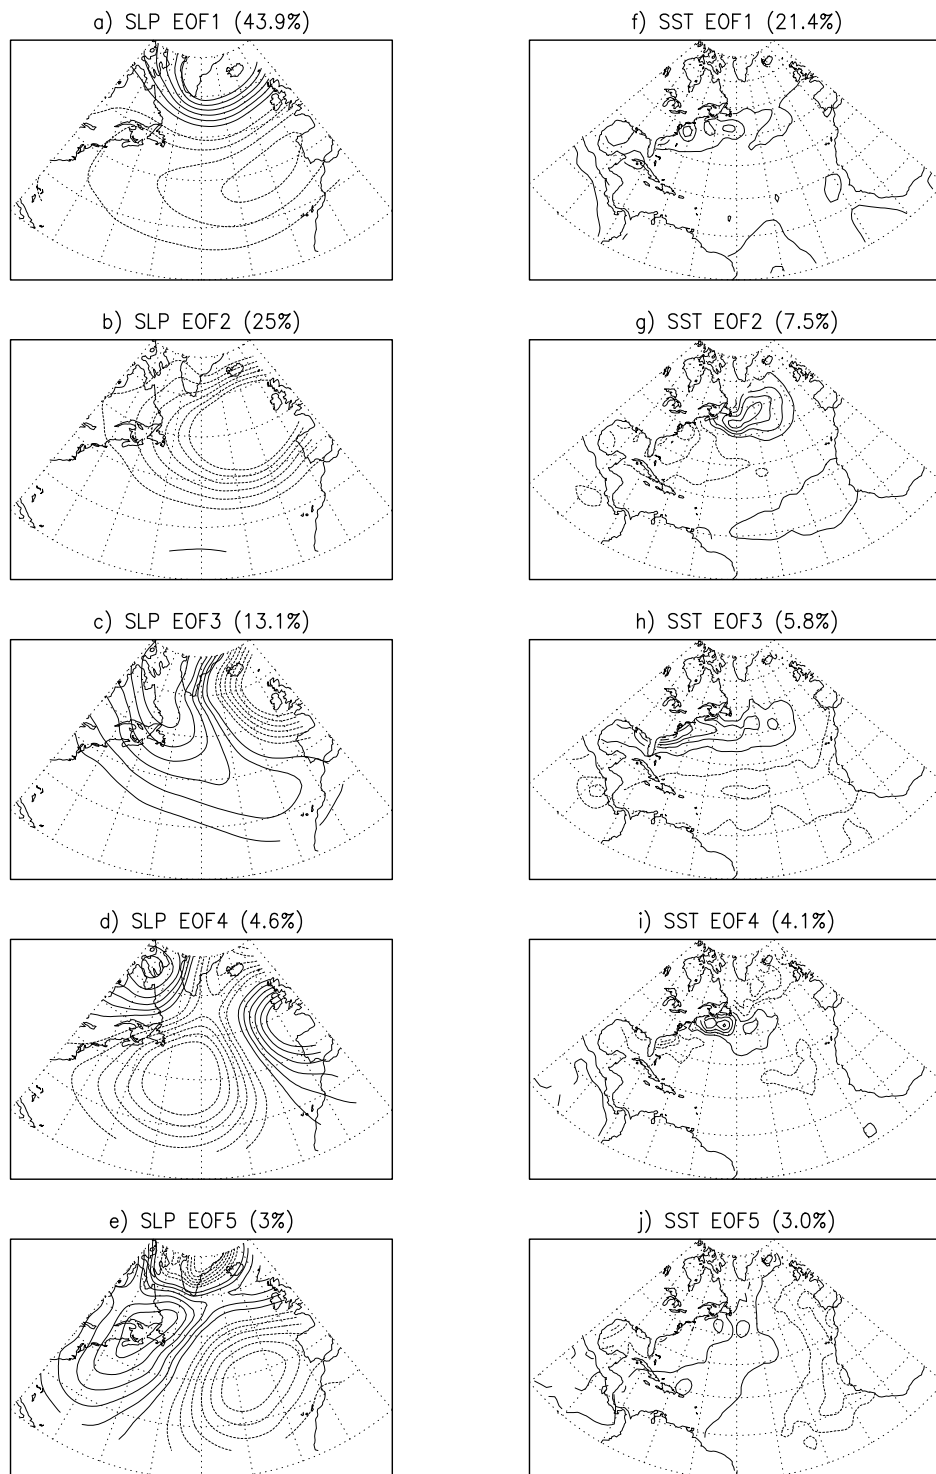 a) SLP EOF1 (43.9%)
f) SST EOF1 (21.4%)
b) SLP EOF2 (25%)
g) SST EOF2 (7.5%)
c) SLP EOF3 (13.1%)
h) SST EOF3 (5.8%)
d) SLP EOF4 (4.6%)
i) SST EOF4 (4.1%)
e) SLP EOF5 (3%)
j) SST EOF5 (3.0%)